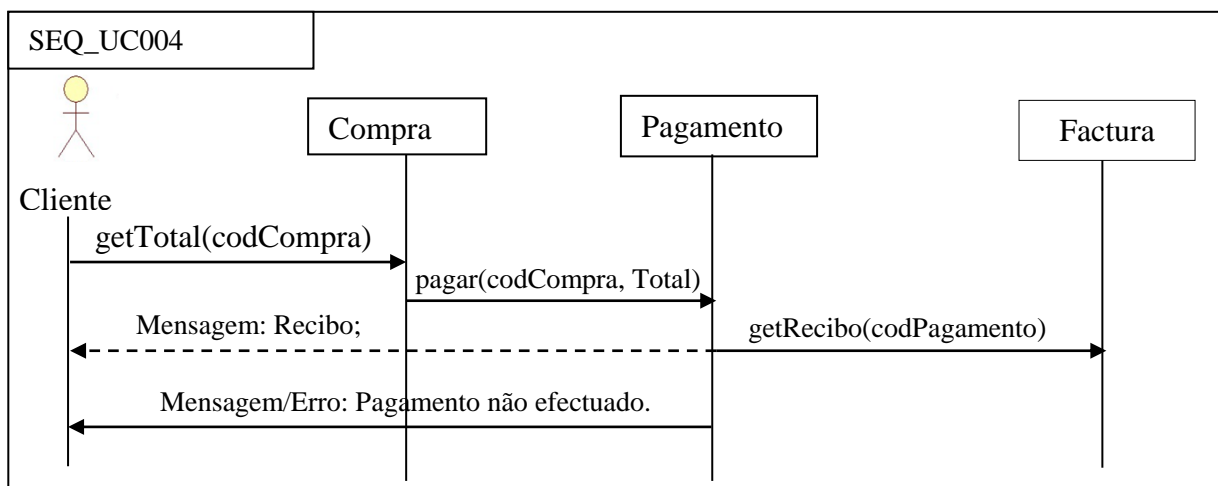 SEQ_UC004
Compra
Pagamento
Factura
Cliente
getTotal(codCompra)
pagar(codCompra, Total)
Mensagem: Recibo;
getRecibo(codPagamento)
Mensagem/Erro: Pagamento não efectuado.